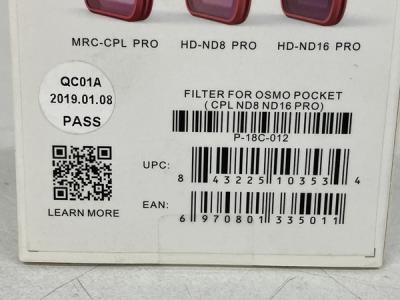 MRC-CPL PRO HD-ND8 PRO HD-ND16 PRO
QC01A
2019.01.08
PASS
FILTER FOR OSMO POCKET
( CPL ND8 ND16 PRO)
P-18C-012
UPC:
8 43225 10353 4
LEARN MORE
EAN:
6 970801 335011